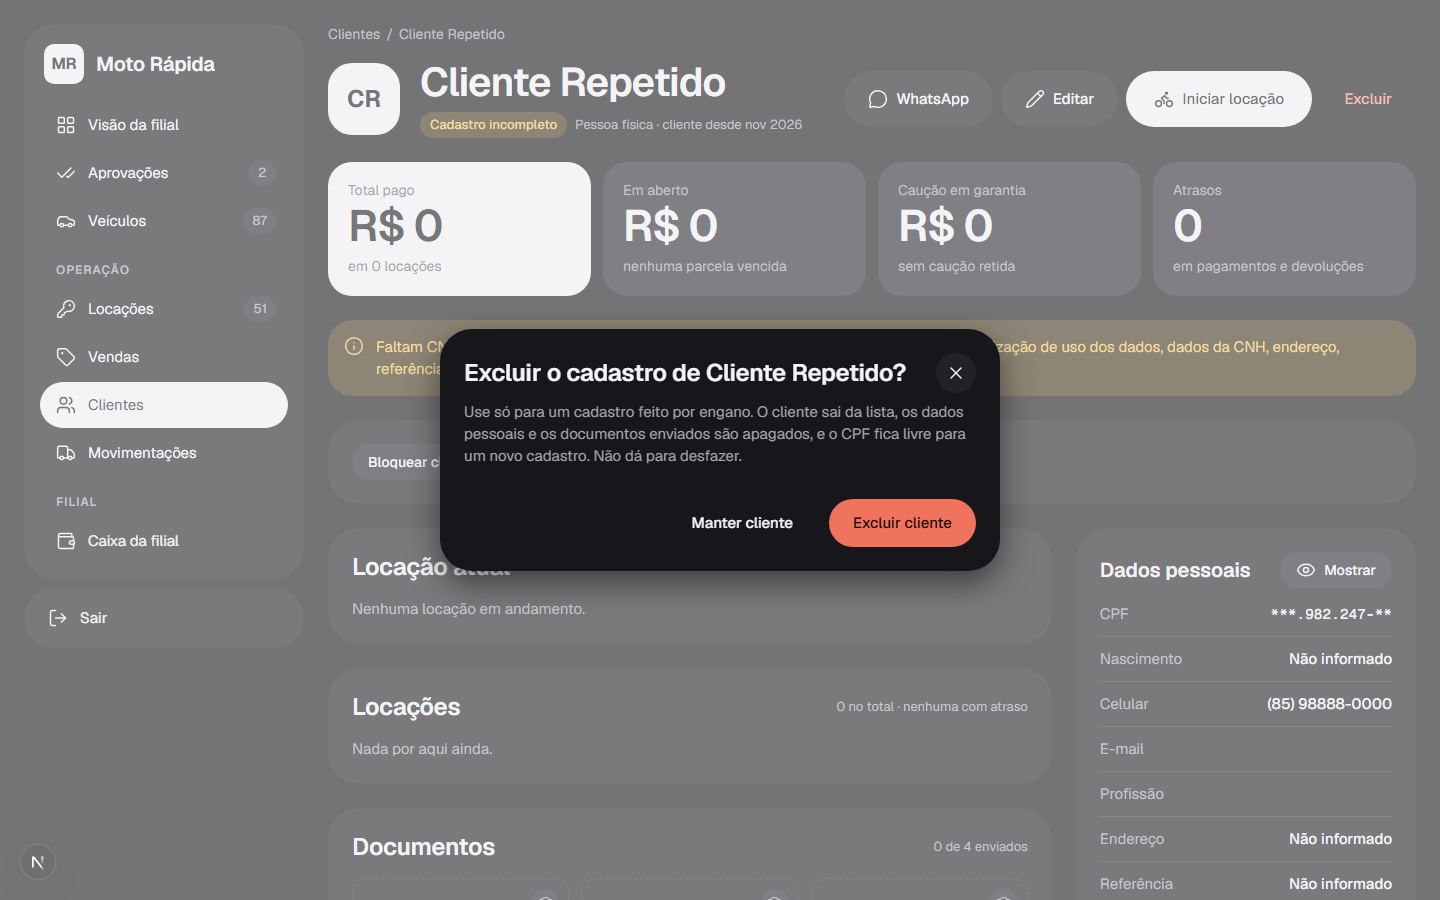 MR
Moto Rápida
Visão da filial
Aprovações
2
Veículos
87
OPERAÇÃO
Locações
51
Vendas
Clientes
Movimentações
FILIAL
Caixa da filial
Sair
Clientes / Cliente Repetido
CR
Cliente Repetido
Cadastro incompleto
Pessoa física · cliente desde nov 2026
WhatsApp
Editar
Iniciar locação
Excluir
Total pago
R$ 0
em 0 locações
Em aberto
R$ 0
nenhuma parcela vencida
Caução em garantia
R$ 0
sem caução retida
Atrasos
0
em pagamentos e devoluções
Faltam
de uso dos dados, dados da CNH, endereço,
Excluir o cadastro de Cliente Repetido?
Use só para um cadastro feito por engano. O cliente sai da lista, os dados
pessoais e os documentos enviados são apagados, e o CPF fica livre para
um novo cadastro. Não dá para desfazer.
Manter cliente
Excluir cliente
Bloquear
Locação atual
Nenhuma locação em andamento.
Locações
0 no total · nenhuma com atraso
Nada por aqui ainda.
Documentos
0 de 4 enviados
Dados pessoais
Mostrar
CPF
***.982.247-**
Nascimento
Não informado
Celular
(85) 98888-0000
E-mail
Profissão
Endereço
Não informado
Referência
Não informado
N